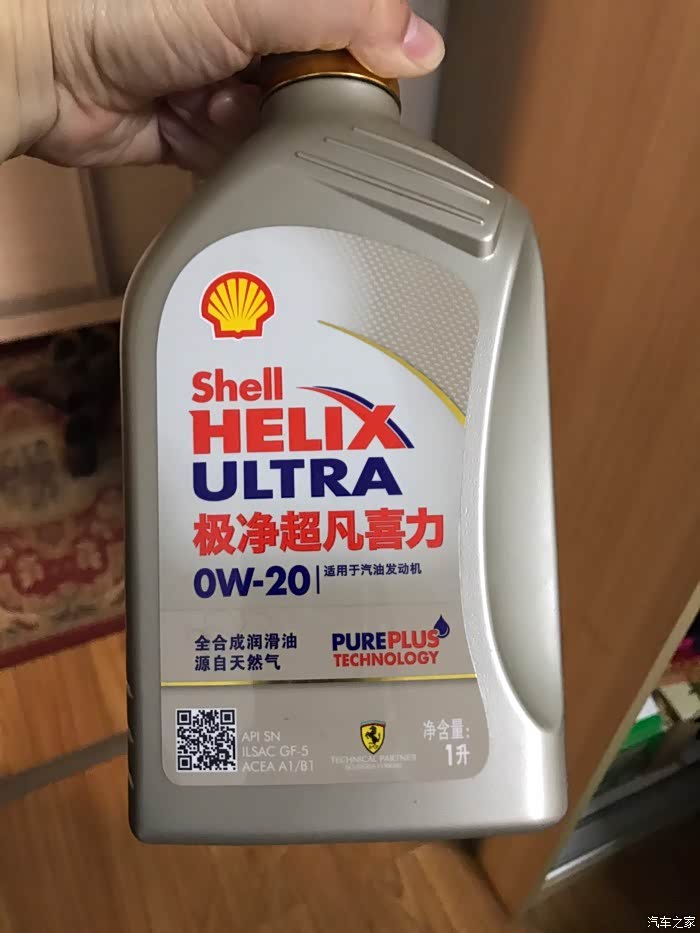 Shell
HELIX
ULTRA
极净超凡喜力
0W-20 适用于汽油发动机
全合成润滑油
源自天然气
PUREPLUS
TECHNOLOGY
API SN
ILSAC GF-5
ACEA A1/B1
TECHNICAL PARTNER
净含量:
1升
汽车之家